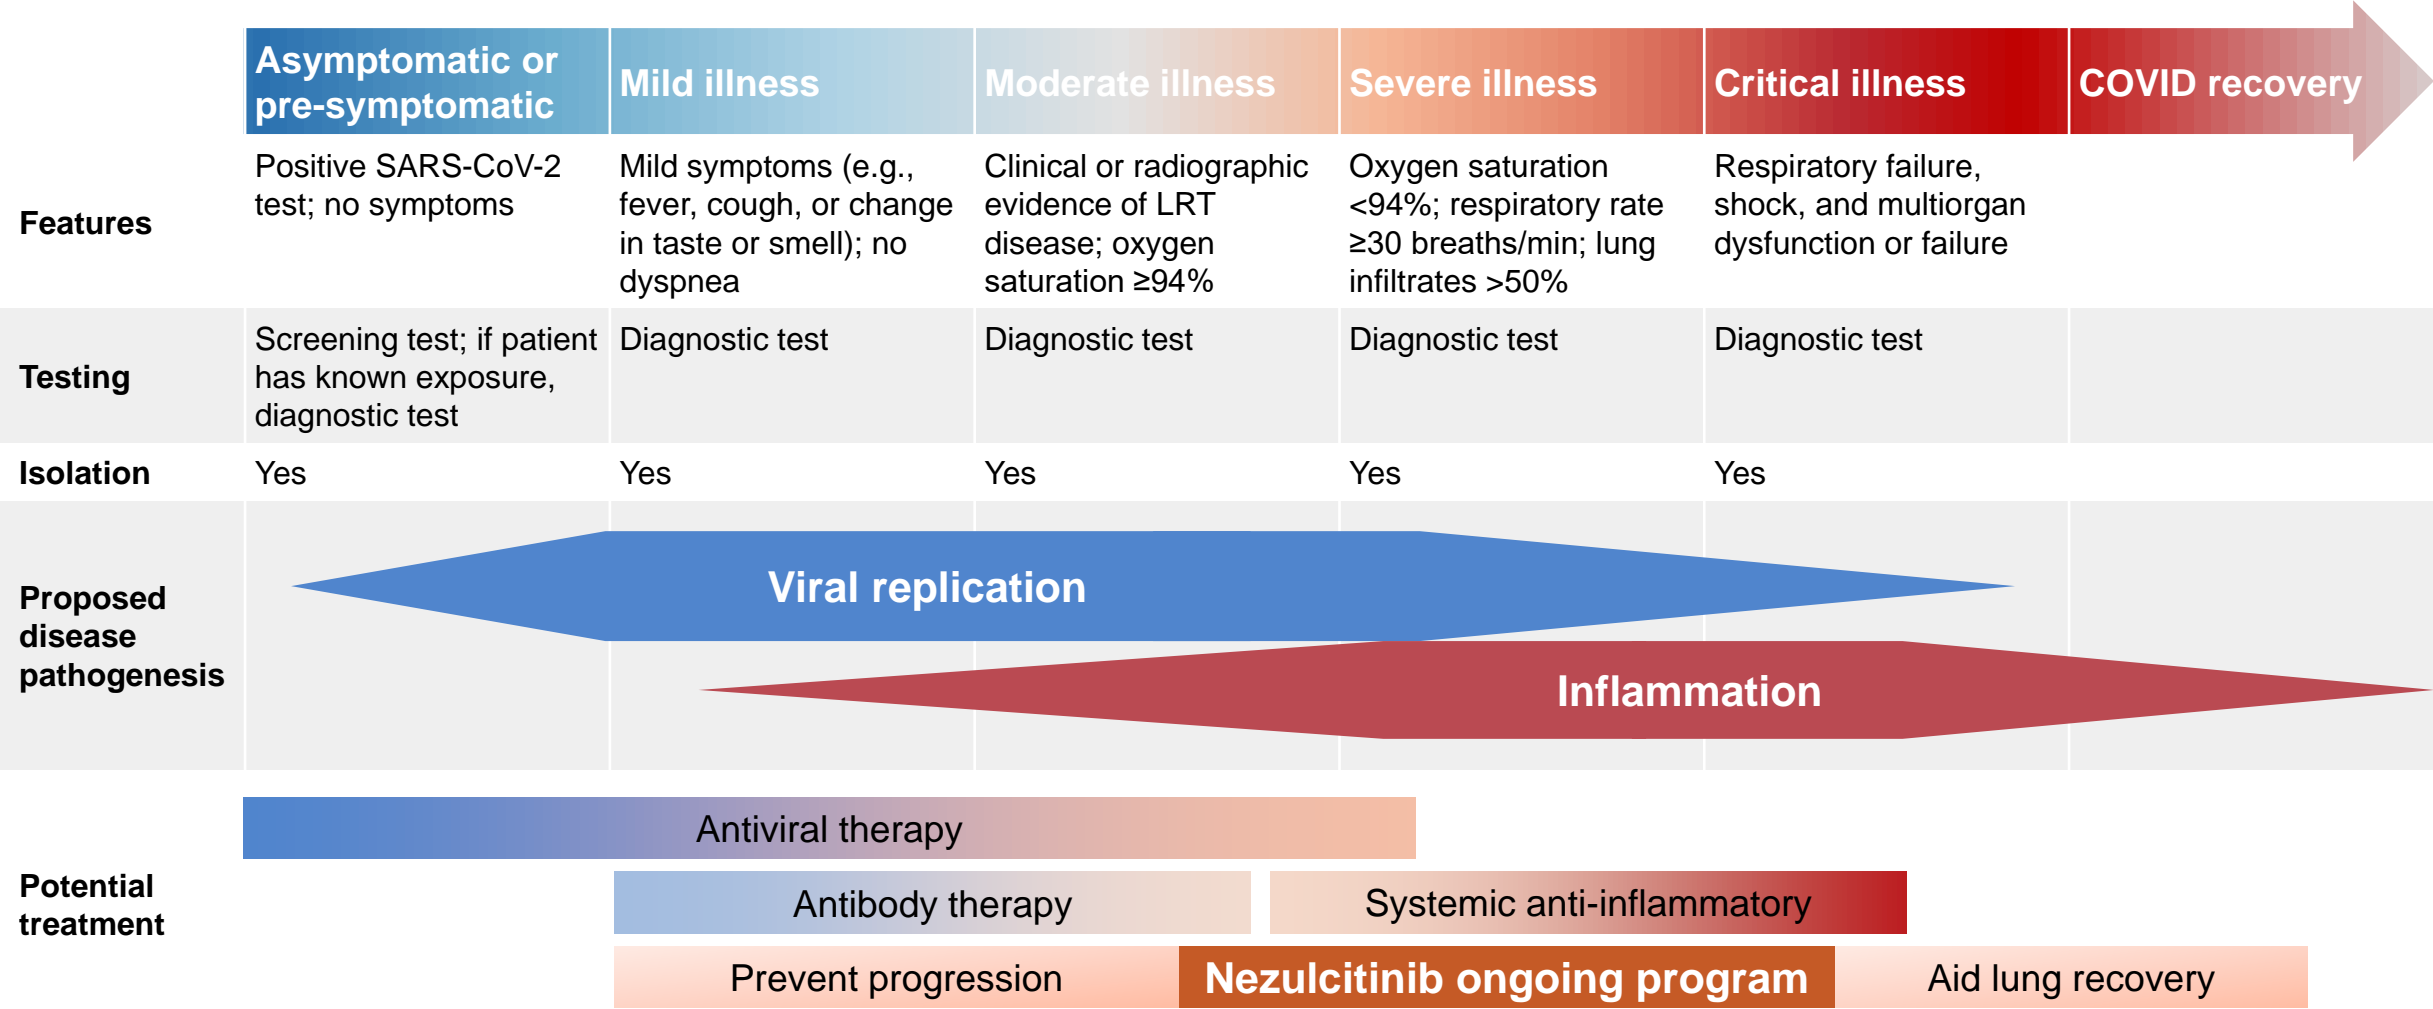 Asymptomatic or
pre-symptomatic
Mild illness
Moderate illness
Severe illness
Critical illness
COVID recovery
Features
Positive SARS-CoV-2
test; no symptoms
Mild symptoms (e.g.,
fever, cough, or change
in taste or smell); no
dyspnea
Clinical or radiographic
evidence of LRT
disease; oxygen
saturation ≥94%
Oxygen saturation
<94%; respiratory rate
≥30 breaths/min; lung
infiltrates >50%
Respiratory failure,
shock, and multiorgan
dysfunction or failure
Testing
Screening test; if patient
has known exposure,
diagnostic test
Diagnostic test
Diagnostic test
Diagnostic test
Diagnostic test
Isolation
Yes
Yes
Yes
Yes
Yes
Proposed
disease
pathogenesis
Viral replication
Inflammation
Potential
treatment
Antiviral therapy
Antibody therapy
Systemic anti-inflammatory
Prevent progression
Nezulcitinib ongoing program
Aid lung recovery